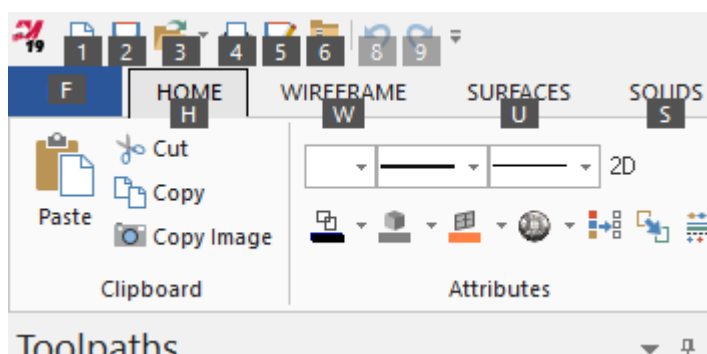 19
1 2 3 4 5 6 8 9
F HOME WIREFRAME SURFACES SOLIDS
H W U S
Cut
Copy
Paste
Copy Image
2D
Clipboard Attributes
Toolpaths